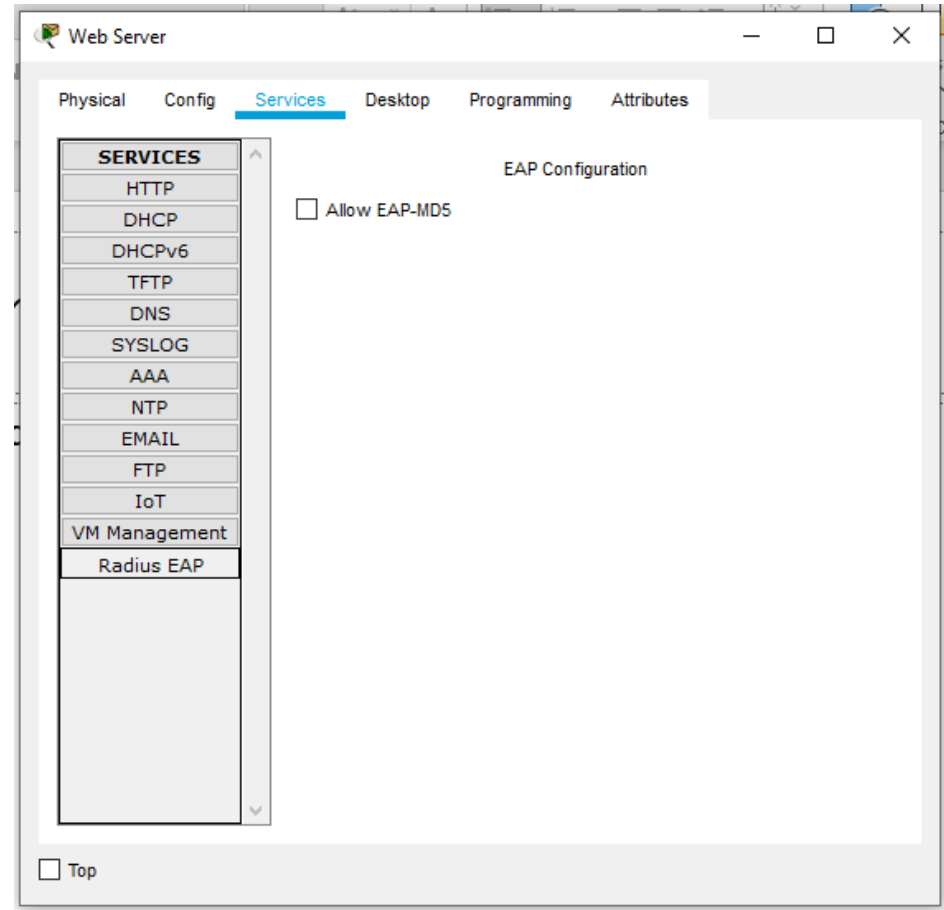 Web Server
Physical Config Services Desktop Programming Attributes
SERVICES
HTTP
DHCP
DHCPv6
TFTP
DNS
SYSLOG
AAA
NTP
EMAIL
FTP
IoT
VM Management
Radius EAP
EAP Configuration
Allow EAP-MD5
Top